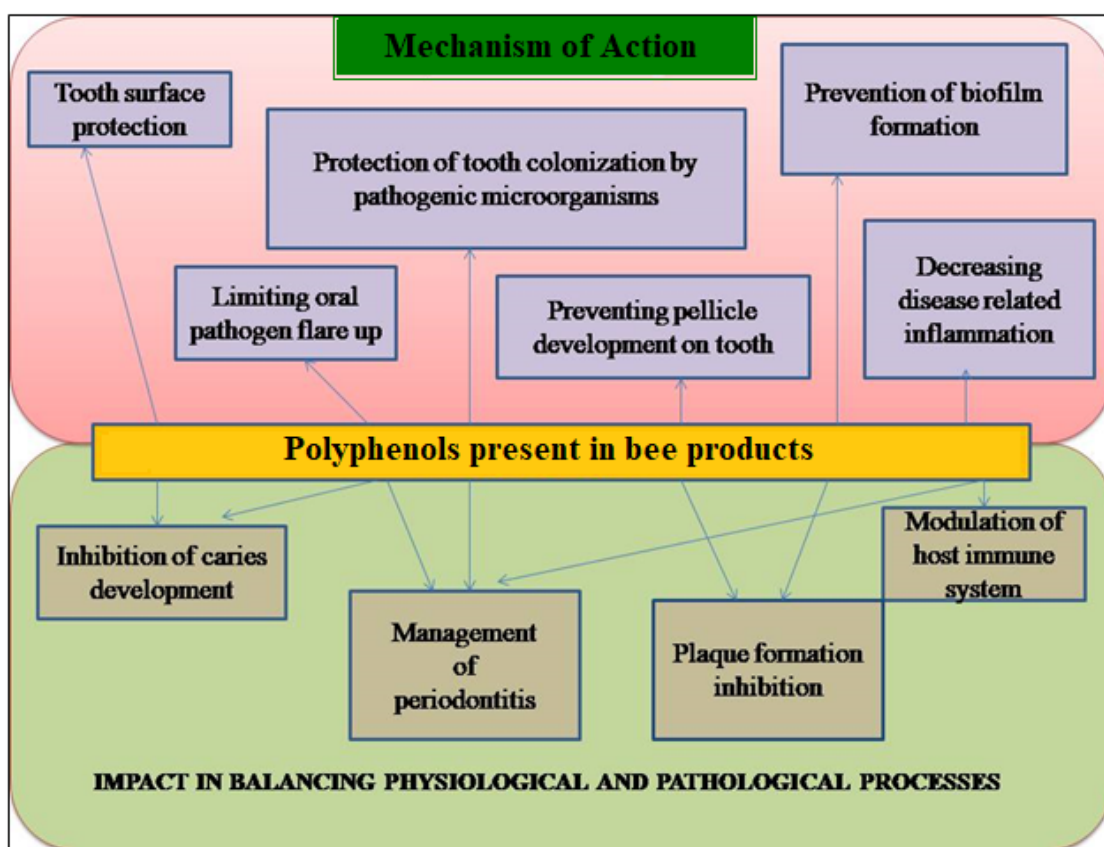 Mechanism of Action
Tooth surface
protection
Protection of tooth colonization by
pathogenic microorganisms
Prevention of biofilm
formation
Limiting oral
pathogen flare up
Preventing pellicle
development on tooth
Decreasing
disease related
inflammation
Polyphenols present in bee products
Inhibition of caries
development
Management
of
periodontitis
Plaque formation
inhibition
Modulation of
host immune
system
IMPACT IN BALANCING PHYSIOLOGICAL AND PATHOLOGICAL PROCESSES